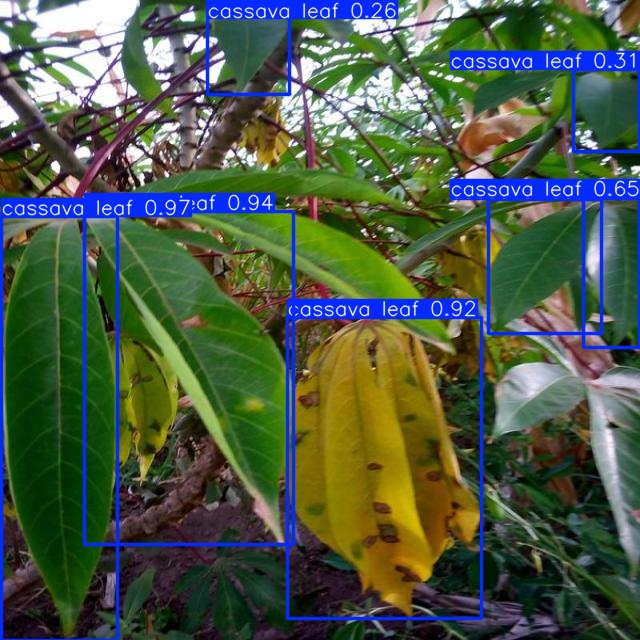 cassava leaf 0.26
cassava leaf 0.31
cassava leaf 0.65
cassava leaf 0.97
af 0.94
cassava leaf 0.92